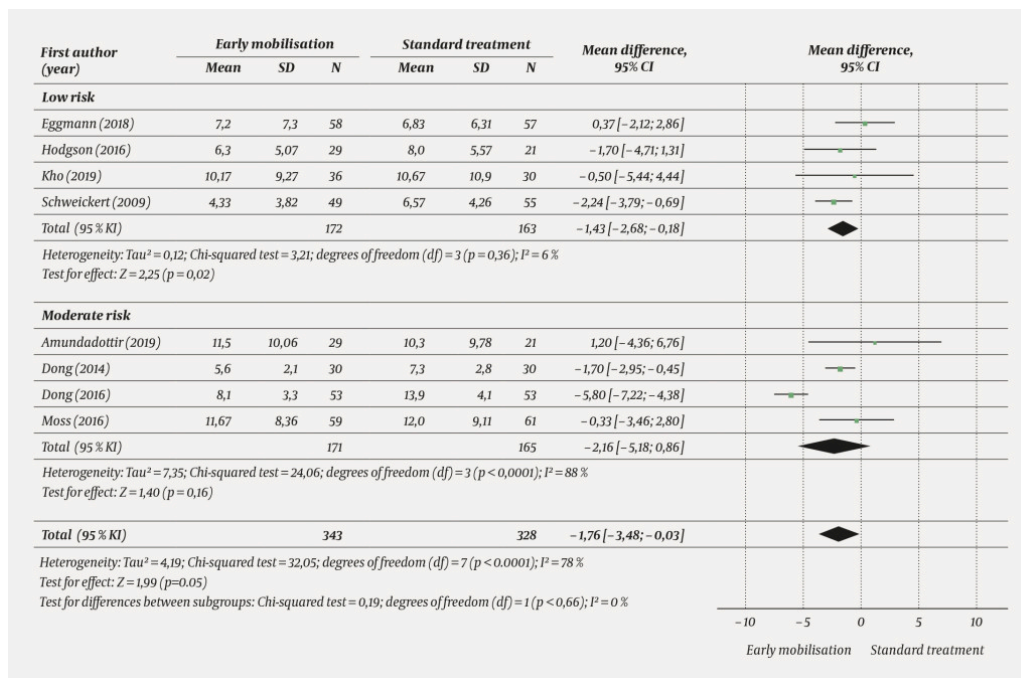 First author (year) Early mobilisation Standard treatment Mean difference, 95% CI Mean difference, 95% CI
Mean SD N Mean SD N
Low risk
Eggmann (2018) 7,2 7,3 58 6,83 6,31 57 0,37 [−2,12; 2,86]
Hodgson (2016) 6,3 5,07 29 8,0 5,57 21 −1,70 [−4,71; 1,31]
Kho (2019) 10,17 9,27 36 10,67 10,9 30 −0,50 [−5,44; 4,44]
Schweickert (2009) 4,33 3,82 49 6,57 4,26 55 −2,24 [−3,79; −0,69]
Total (95 % KI) 172 163 −1,43 [−2,68; −0,18]
Heterogeneity: Tau² = 0,12; Chi-squared test = 3,21; degrees of freedom (df) = 3 (p = 0,36); I² = 6 %
Test for effect: Z = 2,25 (p = 0,02)
Moderate risk
Amundadottir (2019) 11,5 10,06 29 10,3 9,78 21 1,20 [−4,36; 6,76]
Dong (2014) 5,6 2,1 30 7,3 2,8 30 −1,70 [−2,95; −0,45]
Dong (2016) 8,1 3,3 53 13,9 4,1 53 −5,80 [−7,22; −4,38]
Moss (2016) 11,67 8,36 59 12,0 9,11 61 −0,33 [−3,46; 2,80]
Total (95 % KI) 171 165 −2,16 [−5,18; 0,86]
Heterogeneity: Tau² = 7,35; Chi-squared test = 24,06; degrees of freedom (df) = 3 (p < 0,0001); I² = 88 %
Test for effect: Z = 1,40 (p = 0,16)
Total (95 % KI) 343 328 −1,76 [−3,48; −0,03]
Heterogeneity: Tau² = 4,19; Chi-squared test = 32,05; degrees of freedom (df) = 7 (p < 0.0001); I² = 78 %
Test for effect: Z = 1,99 (p=0.05)
Test for differences between subgroups: Chi-squared test = 0,19; degrees of freedom (df) = 1 (p < 0,66); I² = 0 %
−10 −5 0 5 10
Early mobilisation Standard treatment